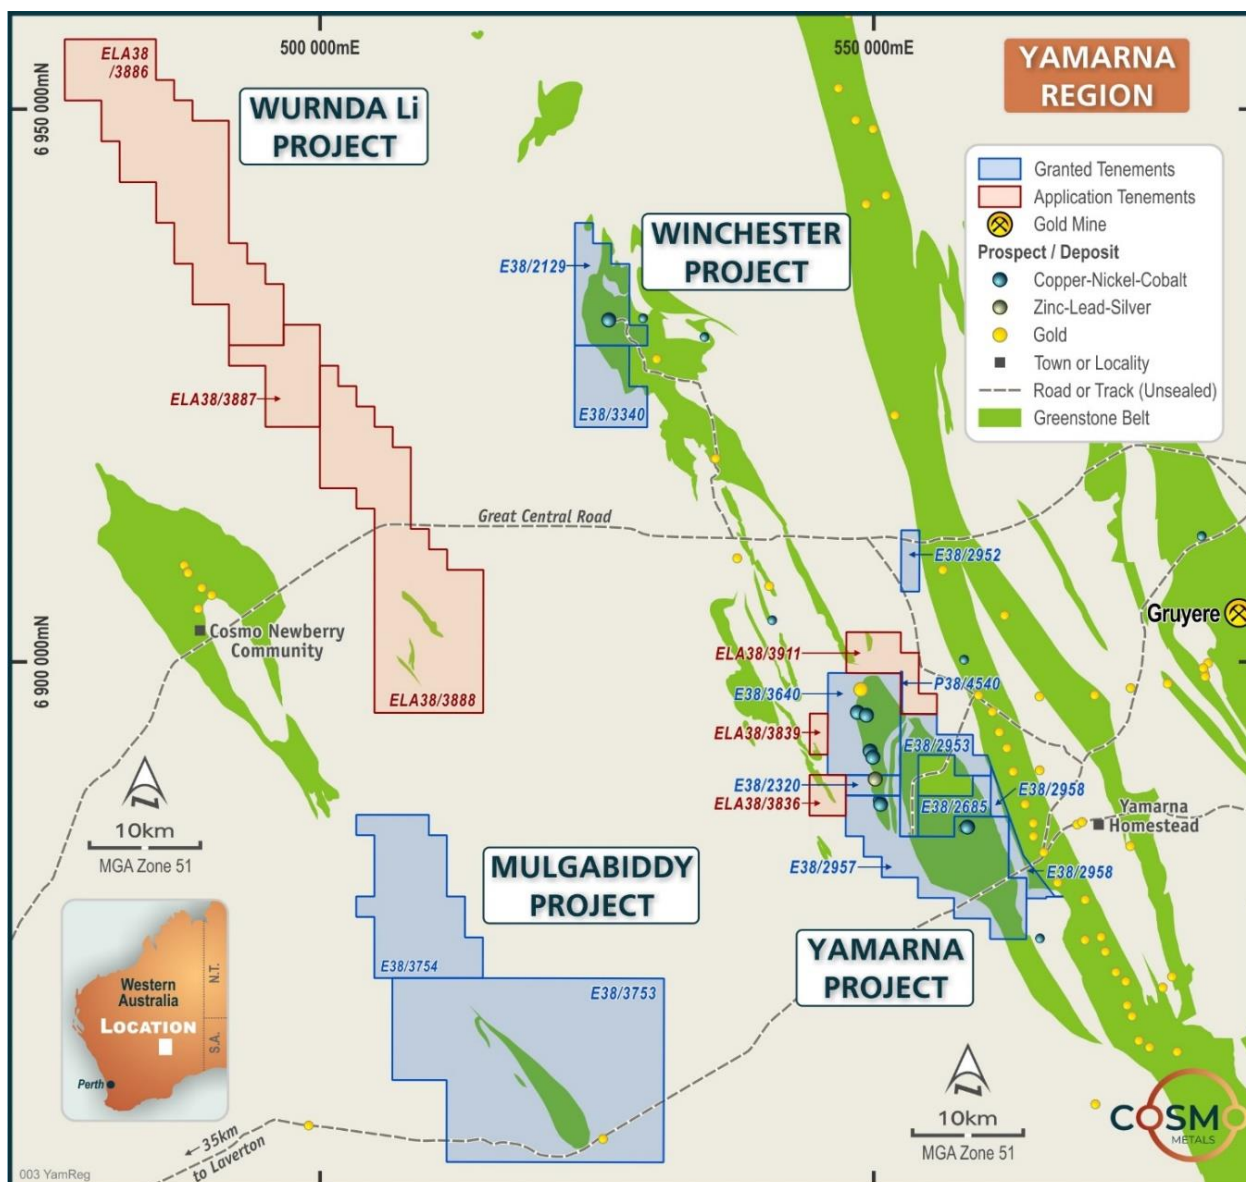 500 000mE
550 000mE
6 950 000mN
6 900 000mN
YAMARNA
REGION
ELA38
/3886
WURNDA Li
PROJECT
Granted Tenements
Application Tenements
Gold Mine
Prospect / Deposit
Copper-Nickel-Cobalt
Zinc-Lead-Silver
Gold
Town or Locality
Road or Track (Unsealed)
Greenstone Belt
WINCHESTER
PROJECT
E38/2129
ELA38/3887
E38/3340
Great Central Road
E38/2952
Gruyere
Cosmo Newberry
Community
ELA38/3888
ELA38/3911
P38/4540
E38/3640
ELA38/3839
E38/2953
E38/2320
E38/2958
ELA38/3836
E38/2685
Yamarna
Homestead
E38/2957
E38/2958
10km
MGA Zone 51
MULGABIDDY
PROJECT
YAMARNA
PROJECT
E38/3754
E38/3753
Western
Australia
N.T.
S.A.
LOCATION
Perth
10km
MGA Zone 51
COSMO
METALS
35km
to Laverton
003 YamReg